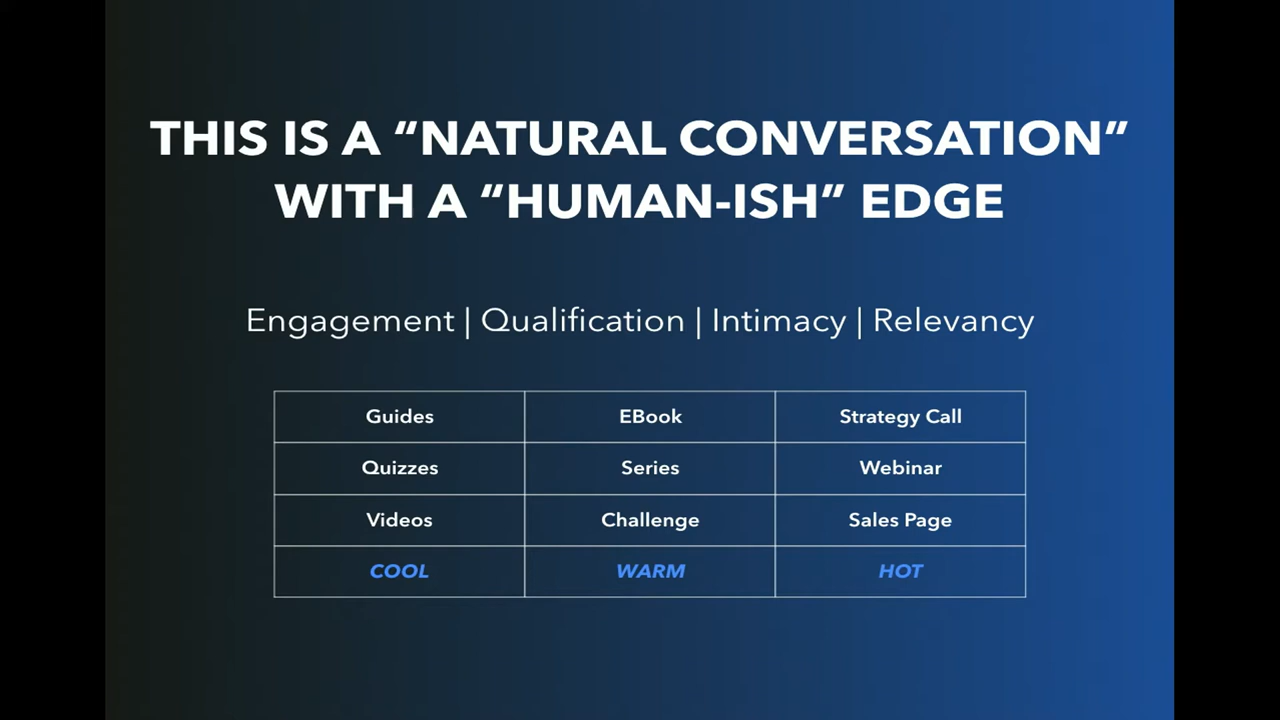 THIS IS A “NATURAL CONVERSATION”
WITH A “HUMAN-ISH” EDGE
Engagement | Qualification | Intimacy | Relevancy
Guides EBook Strategy Call
Quizzes Series Webinar
Videos Challenge Sales Page
COOL WARM HOT